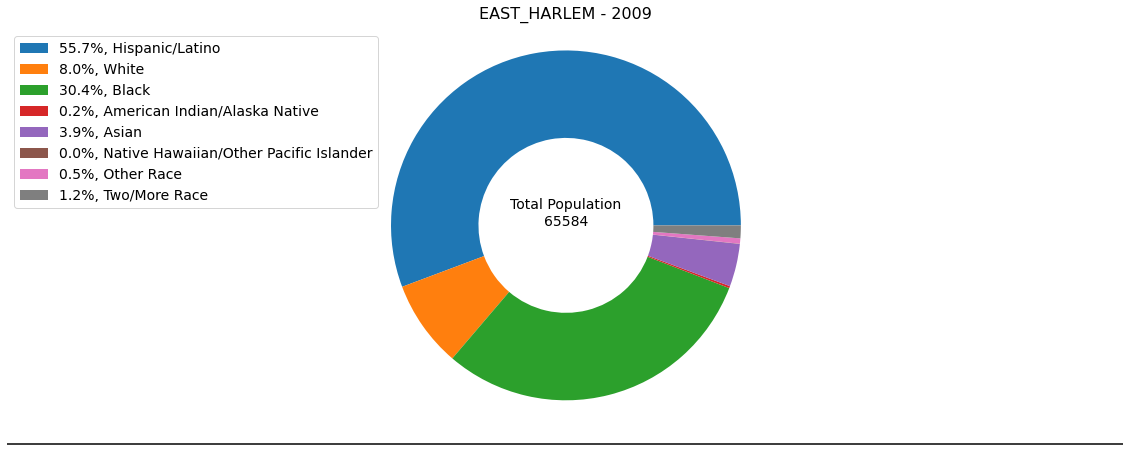 EAST_HARLEM - 2009
55.7%, Hispanic/Latino
8.0%, White
30.4%, Black
0.2%, American Indian/Alaska Native
3.9%, Asian
0.0%, Native Hawaiian/Other Pacific Islander
0.5%, Other Race
1.2%, Two/More Race
Total Population
65584